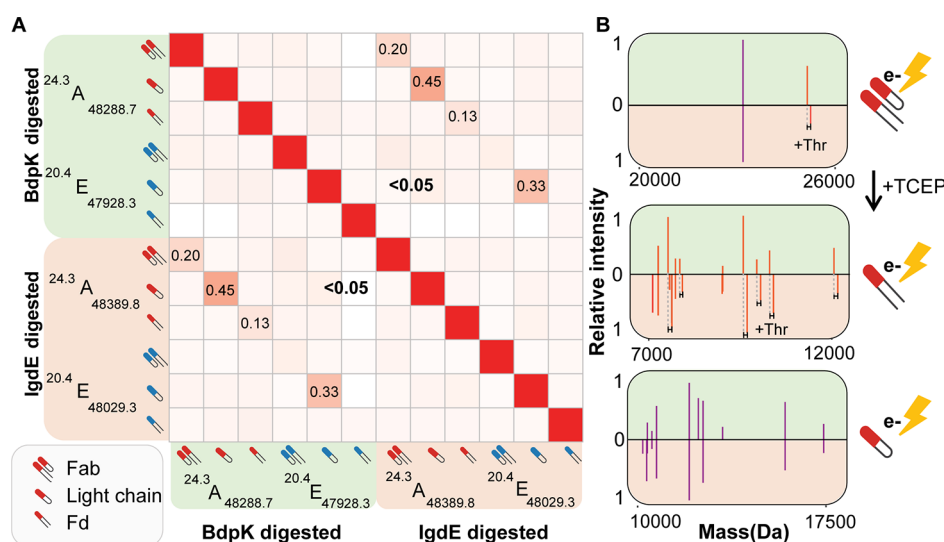 A
BdpK digested
24.3
A
48288.7
20.4
E
47928.3
IgdE digested
24.3
A
48389.8
20.4
E
48029.3
0.20
0.45
0.13
<0.05
0.33
0.20
0.45
<0.05
0.13
0.33
24.3
A
48288.7
20.4
E
47928.3
24.3
A
48389.8
20.4
E
48029.3
BdpK digested
IgdE digested
Fab
Light chain
Fd
B
Relative intensity
1
0
1
+Thr
20000
26000
e-
+TCEP
1
0
1
+Thr
7000
12000
e-
1
0
1
10000
17500
e-
Mass(Da)